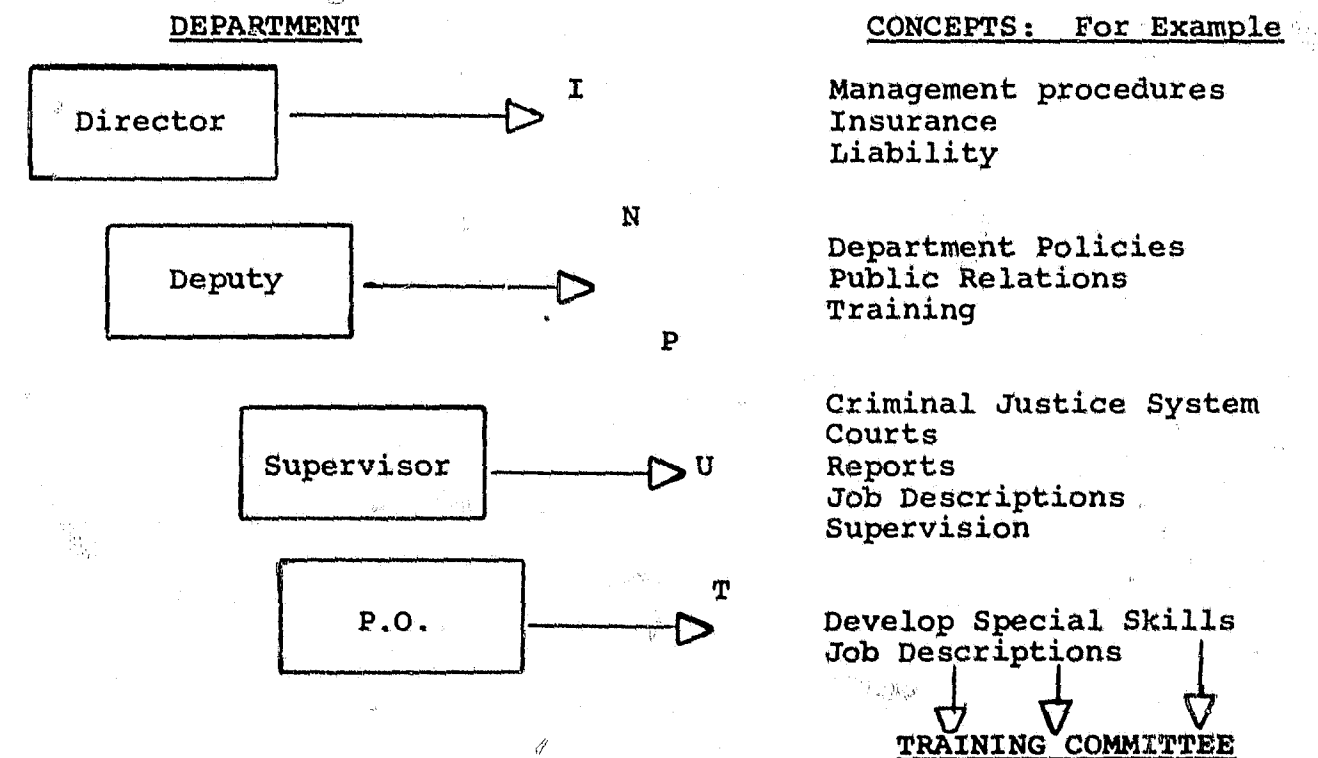 DEPARTMENT
CONCEPTS: For Example
Director
I
Management procedures
Insurance
Liability
N
Deputy
Department Policies
Public Relations
Training
P
Supervisor
U
Criminal Justice System
Courts
Reports
Job Descriptions
Supervision
P.O.
T
Develop Special Skills
Job Descriptions
TRAINING COMMITTEE